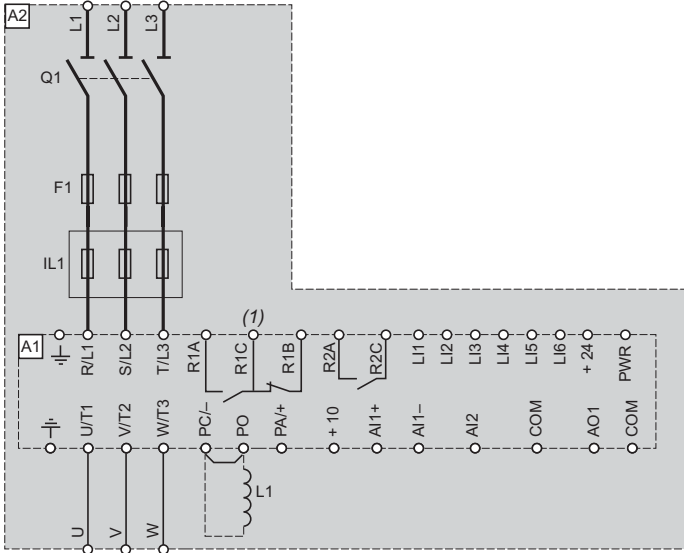 A2
L1 L2 L3
Q1
F1
IL1
(1)
A1
R/L1 S/L2 T/L3 R1A R1C R1B R2A R2C LI1 LI2 LI3 LI4 LI5 LI6 + 24 PWR
U/T1 V/T2 W/T3 PC/– PO PA/+ + 10 AI1+ AI1– AI2 COM AO1 COM
L1
U V W